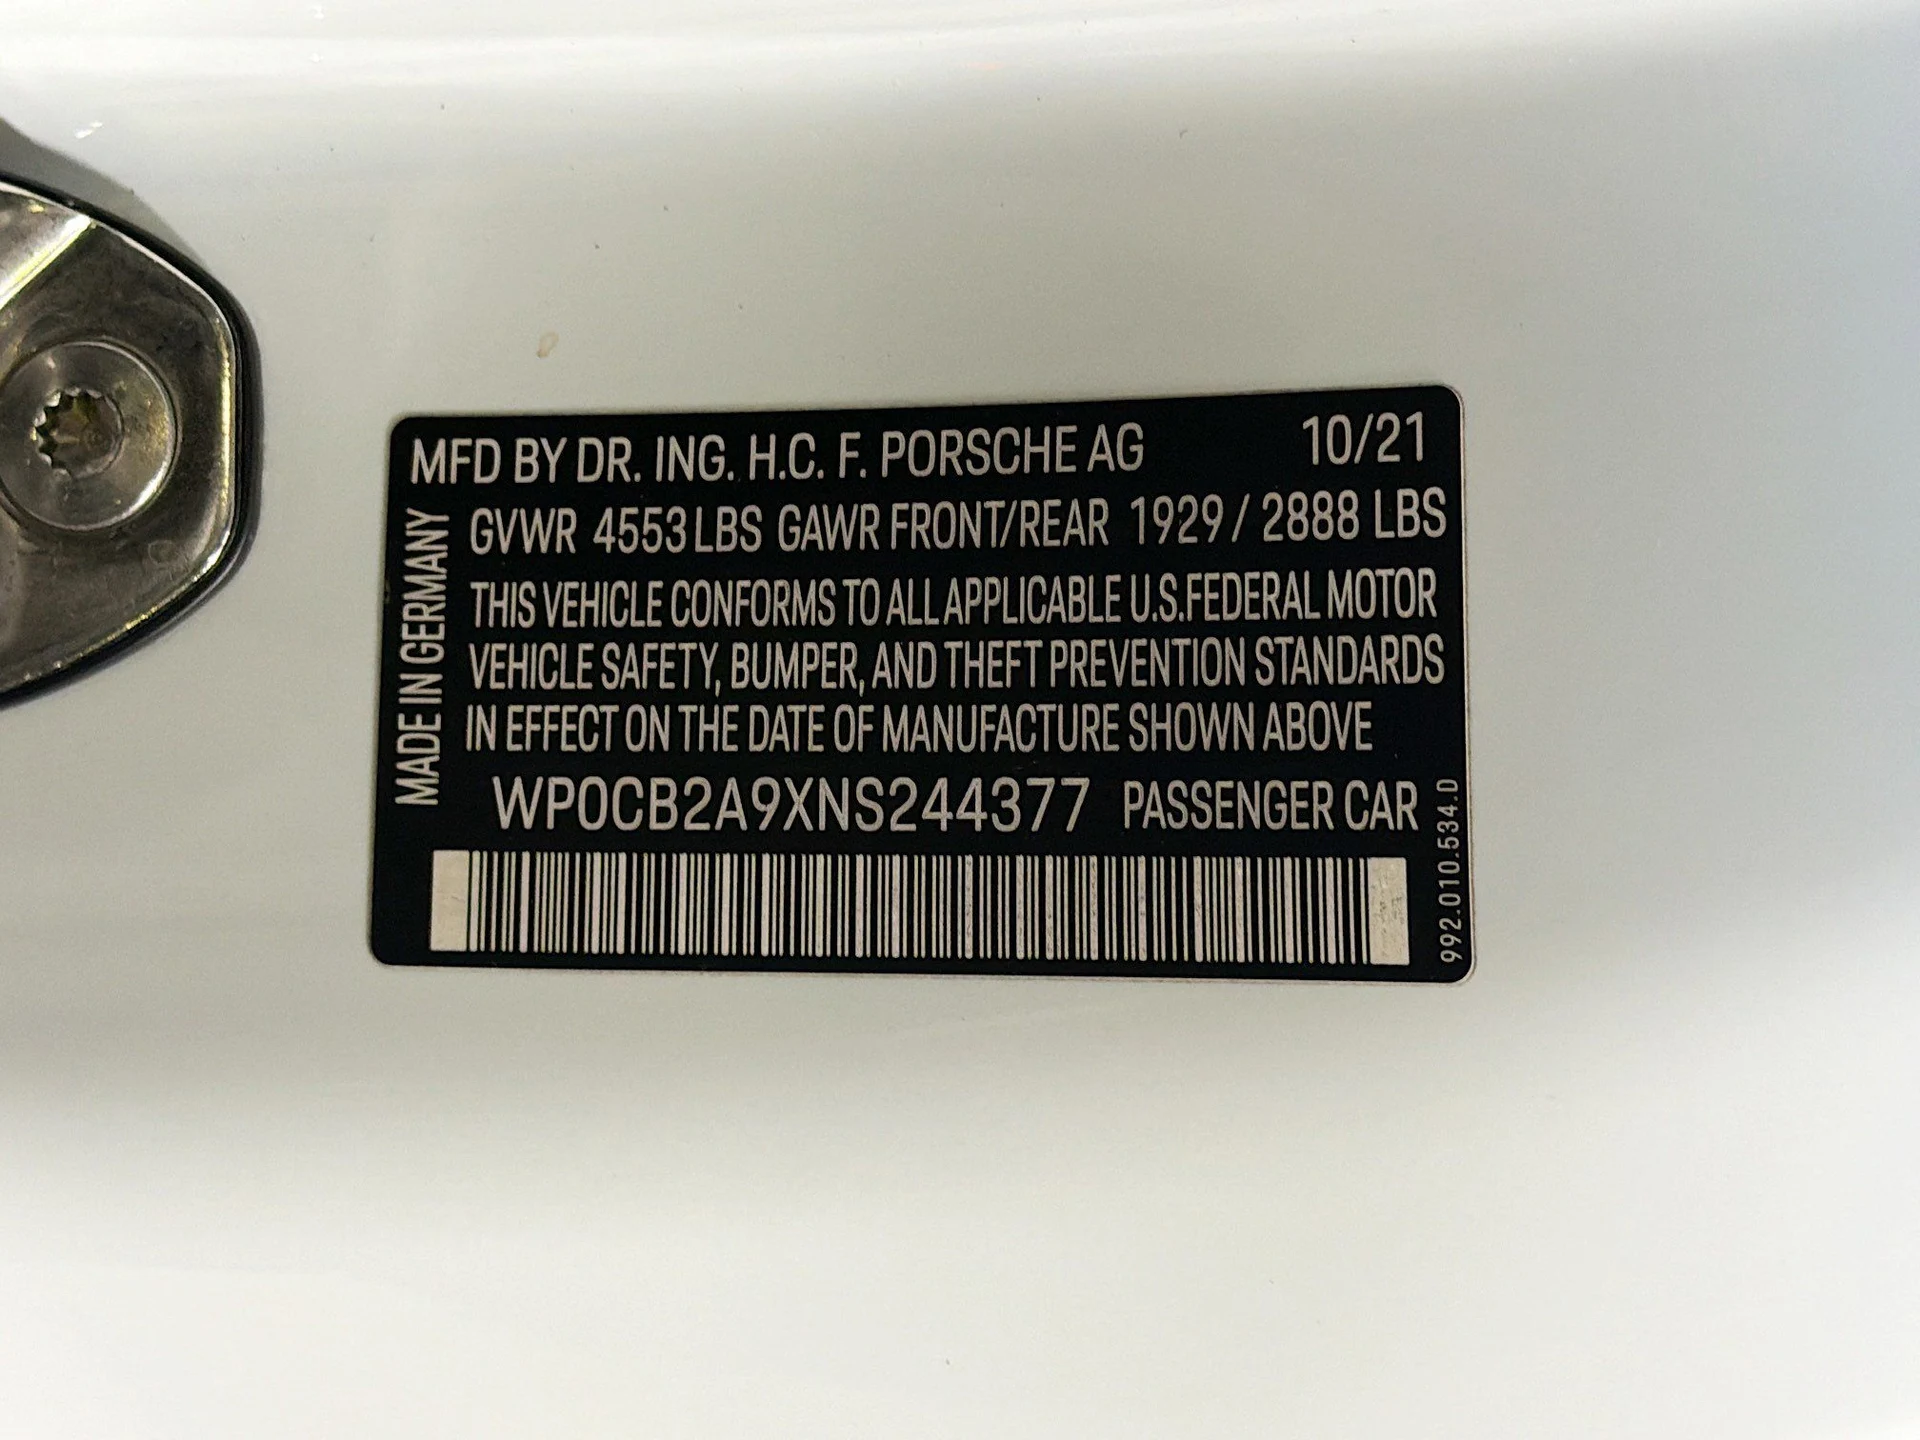 MFD BY DR. ING. H.C. F. PORSCHE AG 10/21
MADE IN GERMANY
GVWR 4553 LBS GAWR FRONT/REAR 1929 / 2888 LBS
THIS VEHICLE CONFORMS TO ALL APPLICABLE U.S.FEDERAL MOTOR
VEHICLE SAFETY, BUMPER, AND THEFT PREVENTION STANDARDS
IN EFFECT ON THE DATE OF MANUFACTURE SHOWN ABOVE
WP0CB2A9XNS244377 PASSENGER CAR
992.010.534.D